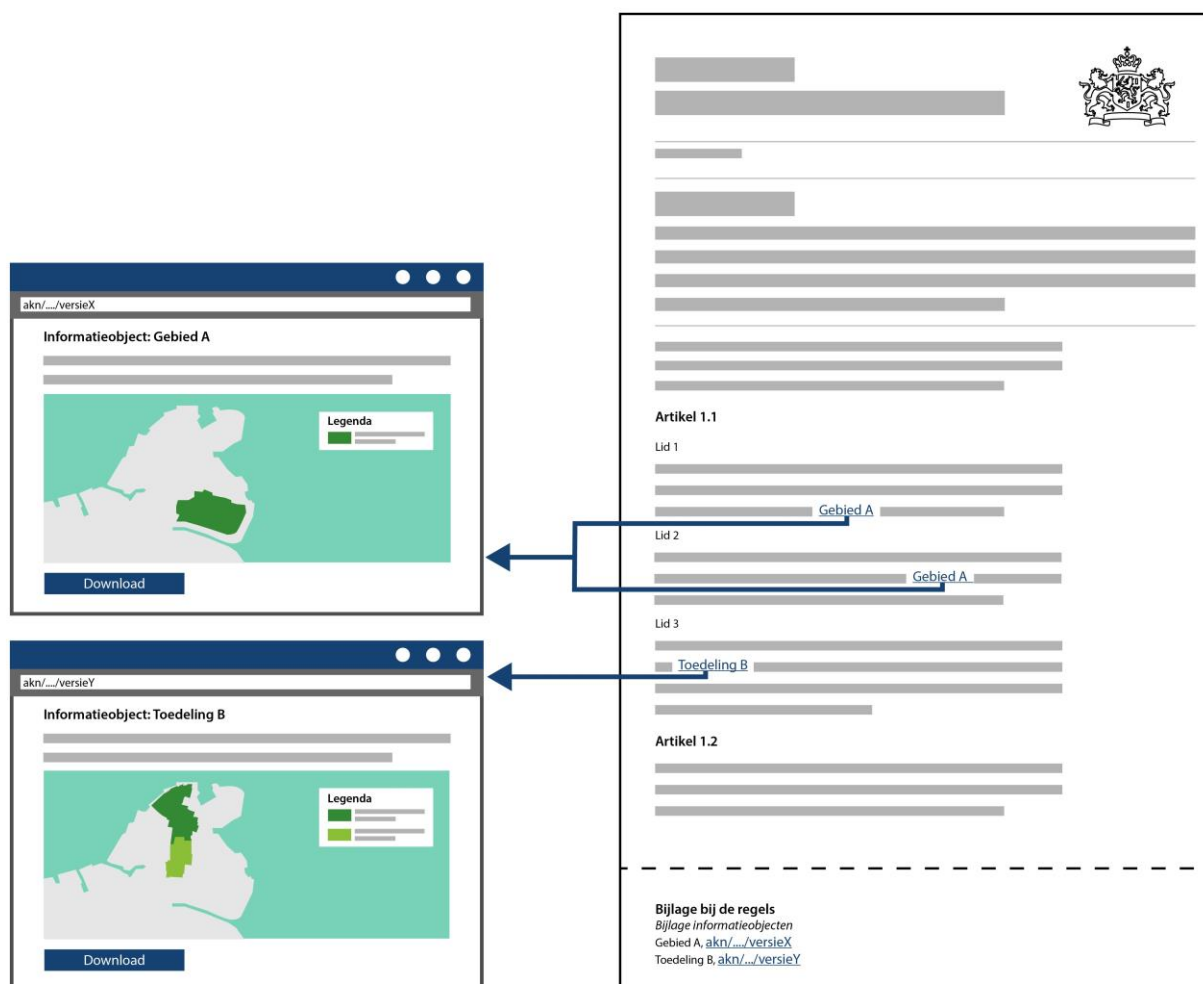 akn/..../versieX
Informatieobject: Gebied A
Legenda
Download
akn/..../versieY
Informatieobject: Toedeling B
Legenda
Download
Artikel 1.1
Lid 1
Gebied A
Lid 2
Gebied A
Lid 3
Toedeling B
Artikel 1.2
Bijlage bij de regels
Bijlage informatieobjecten
Gebied A, akn/..../versieX
Toedeling B, akn/.../versieY